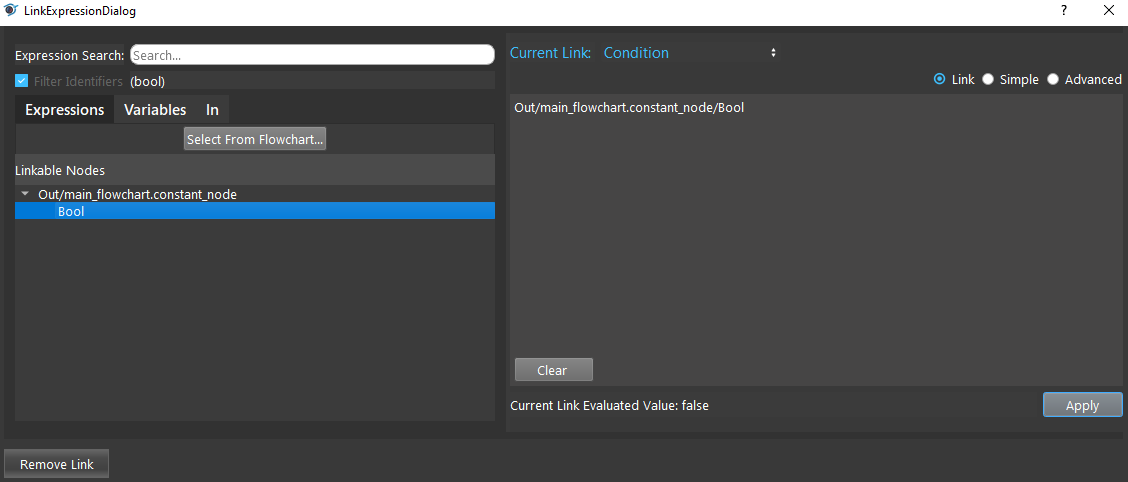 LinkExpressionDialog
?
Expression Search: Search...
Filter Identifiers (bool)
Expressions Variables In
Select From Flowchart...
Linkable Nodes
Out/main_flowchart.constant_node
Bool
Current Link: Condition
Link Simple Advanced
Out/main_flowchart.constant_node/Bool
Clear
Current Link Evaluated Value: false
Apply
Remove Link